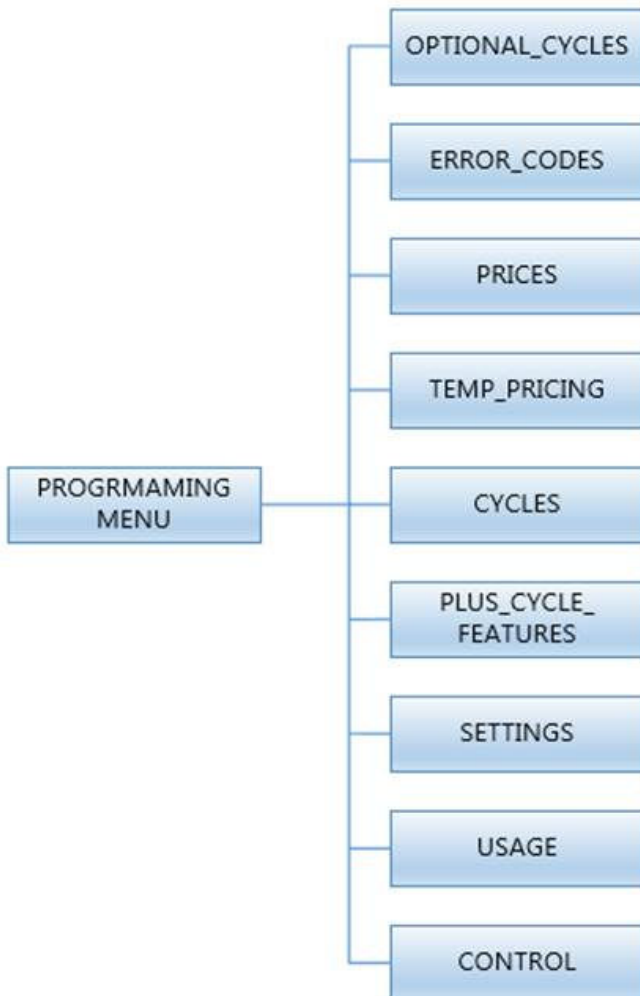 OPTIONAL_CYCLES
ERROR_CODES
PRICES
TEMP_PRICING
PROGRMAMING
MENU
CYCLES
PLUS_CYCLE_
FEATURES
SETTINGS
USAGE
CONTROL